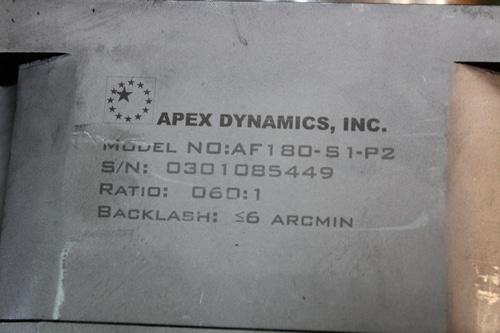 APEX DYNAMICS, INC.
MODEL NO:AF180-S1-P2
S/N: 0301085449
RATIO: 060:1
BACKLASH: ≤6 ARCMIN